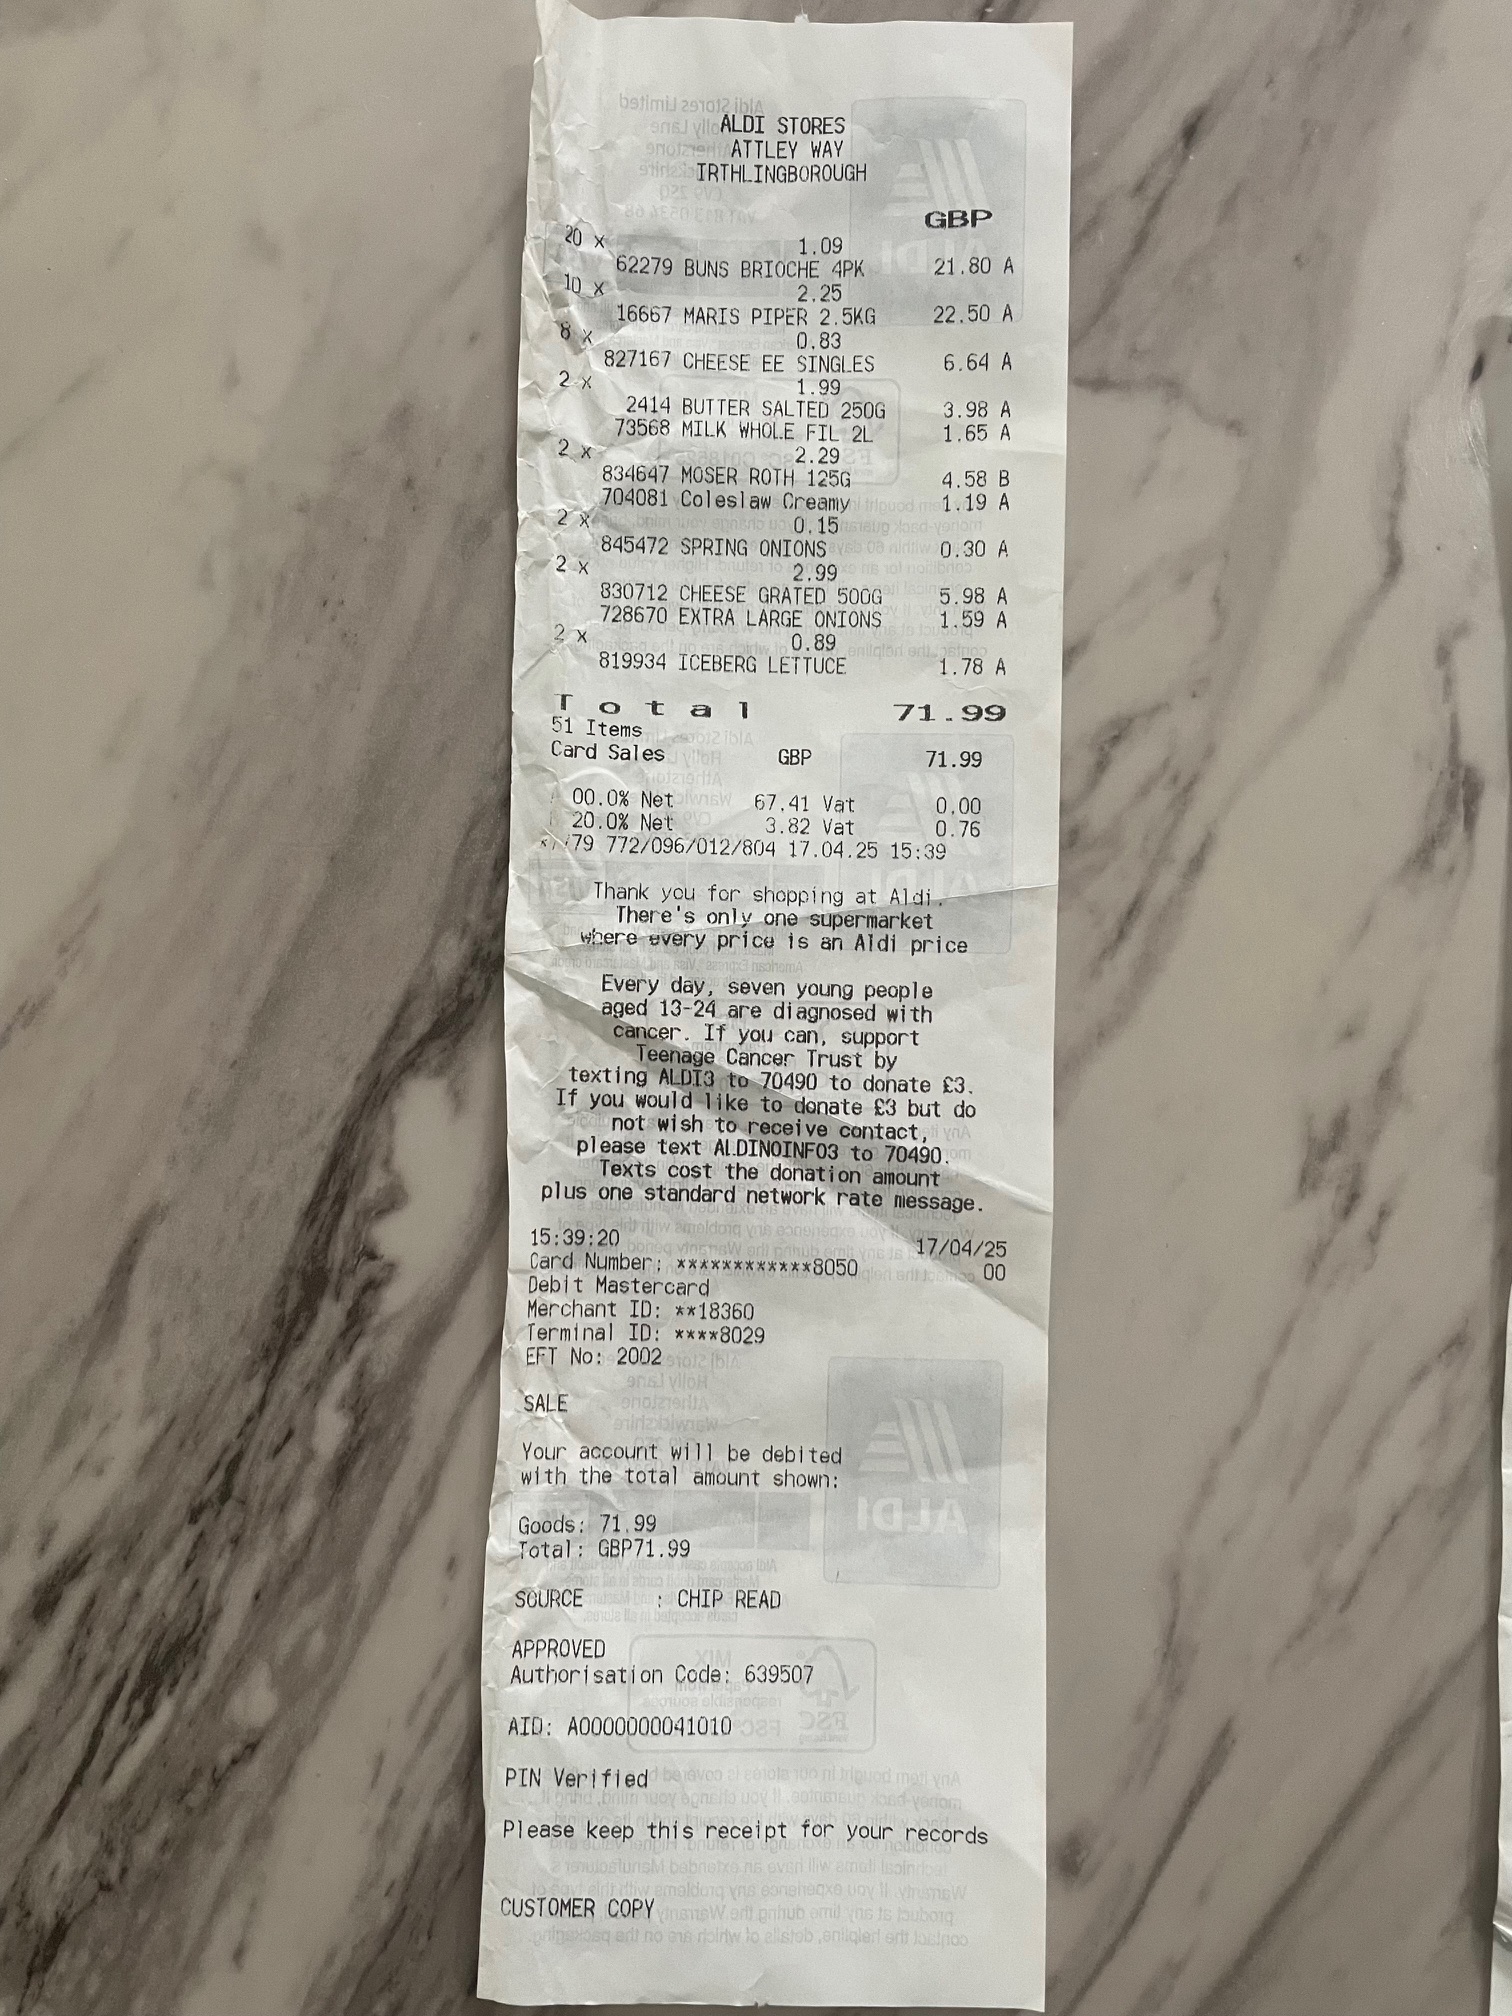 ALDI STORES
ATTLEY WAY
IRTHLINGBOROUGH
GBP
20 x 1.09
62279 BUNS BRIOCHE 4PK 21.80 A
10 x 2.25
16667 MARIS PIPER 2.5KG 22.50 A
8 x 0.83
827167 CHEESE EE SINGLES 6.64 A
2 x 1.99
2414 BUTTER SALTED 250G 3.98 A
73568 MILK WHOLE FIL 2L 1.65 A
2 x 2.29
834647 MOSER ROTH 125G 4.58 B
704081 Coleslaw Creamy 1.19 A
2 x 0.15
845472 SPRING ONIONS 0.30 A
2 x 2.99
830712 CHEESE GRATED 500G 5.98 A
728670 EXTRA LARGE ONIONS 1.59 A
2 x 0.89
819934 ICEBERG LETTUCE 1.78 A
Total 71.99
51 Items
Card Sales GBP 71.99
00.0% Net 67.41 Vat 0.00
20.0% Net 3.82 Vat 0.76
772/096/012/804 17.04.25 15:39
Thank you for shopping at Aldi.
There's only one supermarket
where every price is an Aldi price
Every day, seven young people
aged 13-24 are diagnosed with
cancer. If you can, support
Teenage Cancer Trust by
texting ALDI3 to 70490 to donate £3.
If you would like to donate £3 but do
not wish to receive contact,
please text ALDINOINFO3 to 70490.
Texts cost the donation amount
plus one standard network rate message.
15:39:20 17/04/25
Card Number: ************8050 00
Debit Mastercard
Merchant ID: **18360
Terminal ID: ****8029
EFT No: 2002
SALE
Your account will be debited
with the total amount shown:
Goods: 71.99
Total: GBP71.99
SOURCE : CHIP READ
APPROVED
Authorisation Code: 639507
AID: A0000000041010
PIN Verified
Please keep this receipt for your records
CUSTOMER COPY